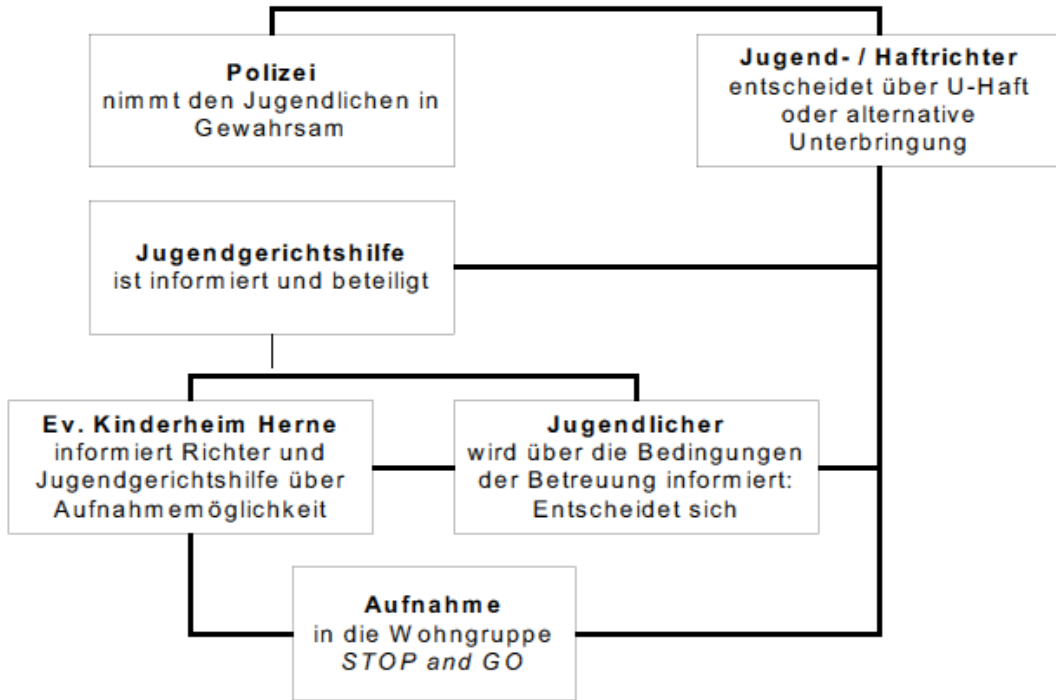 Polizei
nimmt den Jugendlichen in
Gewahrsam
Jugend- / Haftrichter
entscheidet über U-Haft
oder alternative
Unterbringung
Jugendgerichtshilfe
ist informiert und beteiligt
Ev. Kinderheim Herne
informiert Richter und
Jugendgerichtshilfe über
Aufnahmemöglichkeit
Jugendlicher
wird über die Bedingungen
der Betreuung informiert:
Entscheidet sich
Aufnahme
in die Wohngruppe
STOP and GO